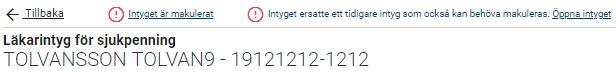 Tillbaka Intyget är makulerat Intyget ersatte ett tidigare intyg som också kan behöva makuleras. Öppna intyget
Läkarintyg för sjukpenning
TOLVANSSON TOLVAN9 - 19121212-1212